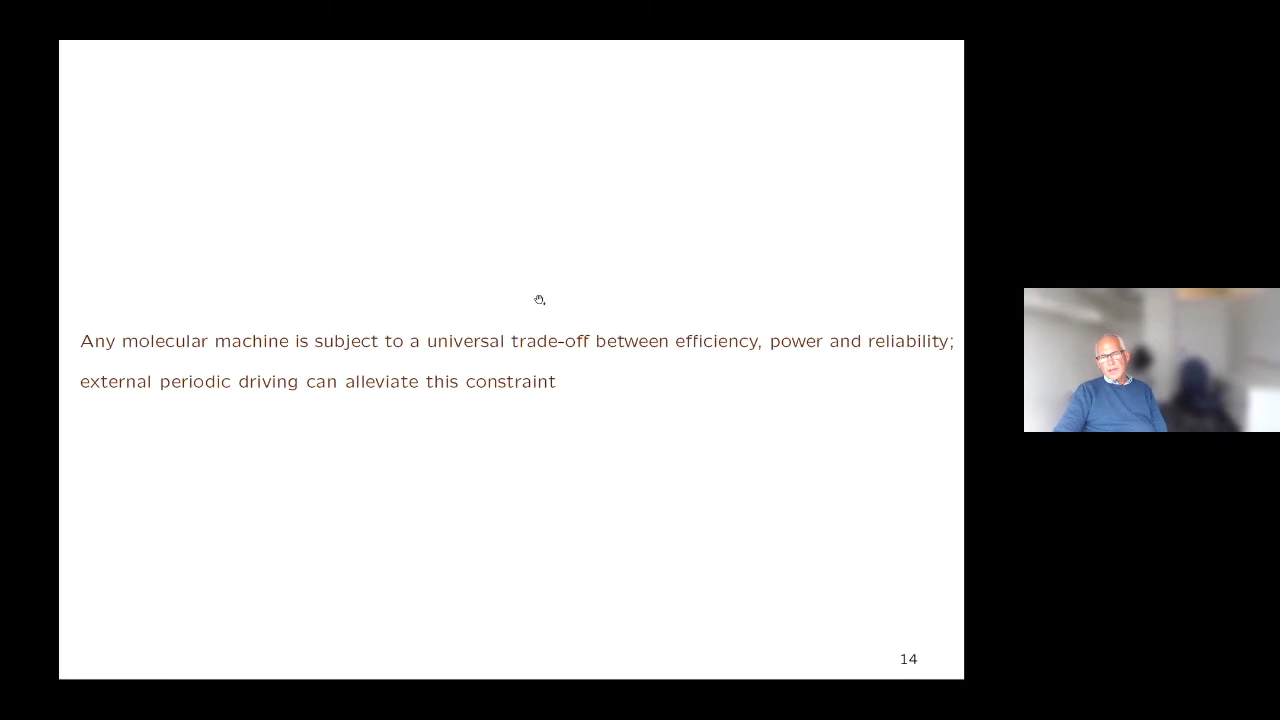 Any molecular machine is subject to a universal trade-off between efficiency, power and reliability;
external periodic driving can alleviate this constraint
14